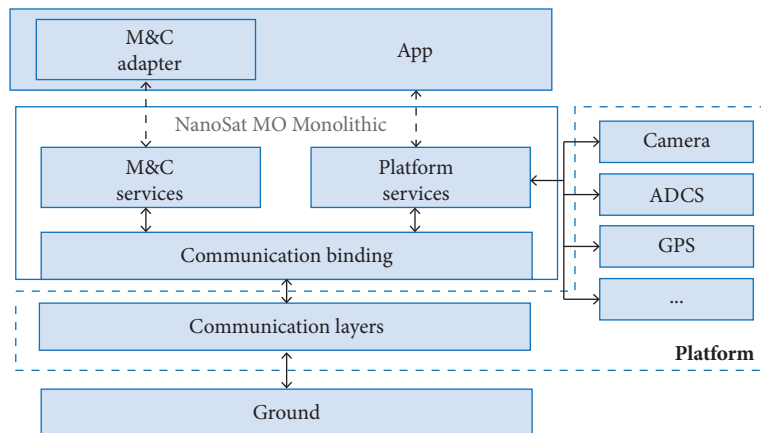 M&C
adapter
App
NanoSat MO Monolithic
M&C
services
Platform
services
Camera
ADCS
GPS
...
Communication binding
Communication layers
Platform
Ground